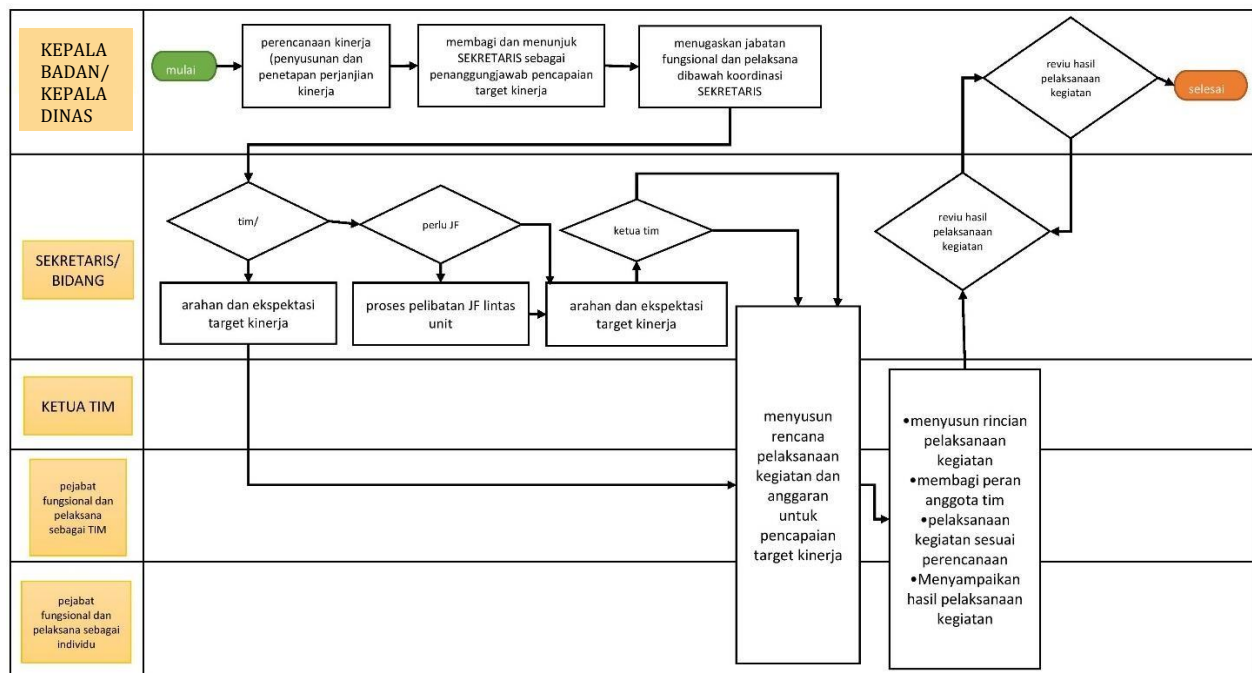 KEPALA
BADAN/
KEPALA
DINAS
mulai
perencanaan kinerja
(penyusunan dan
penetapan perjanjian
kinerja
membagi dan menunjuk
SEKRETARIS sebagai
penanggungjawab pencapaian
target kinerja
menugaskan jabatan
fungsional dan pelaksana
dibawah koordinasi
SEKRETARIS
reviu hasil
pelaksanaan
kegiatan
selesai
SEKRETARIS/
BIDANG
tim/
perlu JF
ketua tim
reviu hasil
pelaksanaan
kegiatan
arahan dan ekspektasi
target kinerja
proses pelibatan JF lintas
unit
arahan dan ekspektasi
target kinerja
KETUA TIM
menyusun
rencana
pelaksanaan
kegiatan dan
anggaran
untuk
pencapaian
target kinerja
•menyusun rincian
pelaksanaan
kegiatan
•membagi peran
anggota tim
•pelaksanaan
kegiatan sesuai
perencanaan
•Menyampaikan
hasil pelaksanaan
kegiatan
pejabat
fungsional dan
pelaksana
sebagai TIM
pejabat
fungsional dan
pelaksana sebagai
individu